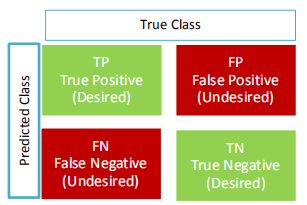 True Class
Predicted Class
TP
True Positive
(Desired)
FP
False Positive
(Undesired)
FN
False Negative
(Undesired)
TN
True Negative
(Desired)